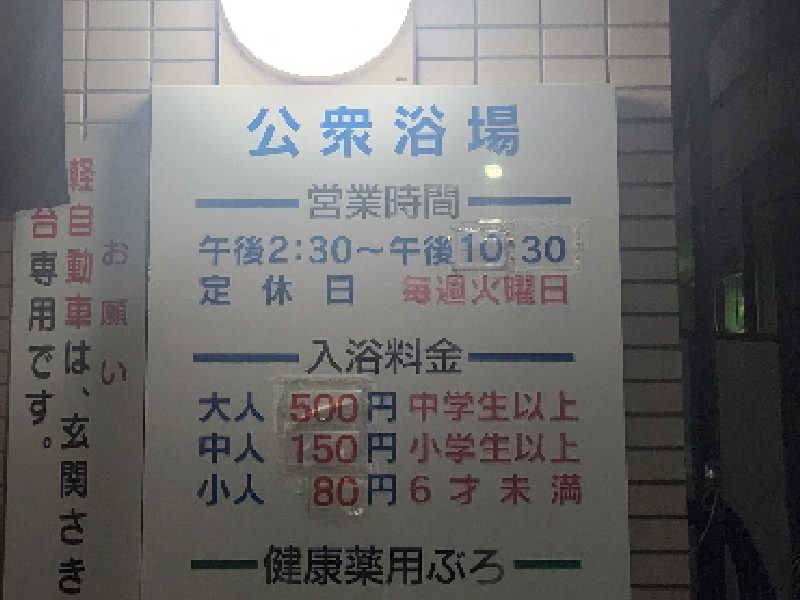 公衆浴場
営業時間
午後2:30～午後10:30
定休日 毎週火曜日
入浴料金
大人 500円 中学生以上
中人 150円 小学生以上
小人 80円 6才未満
健康薬用ぶろ
お願い
軽自動車は、玄関さき
台専用です。